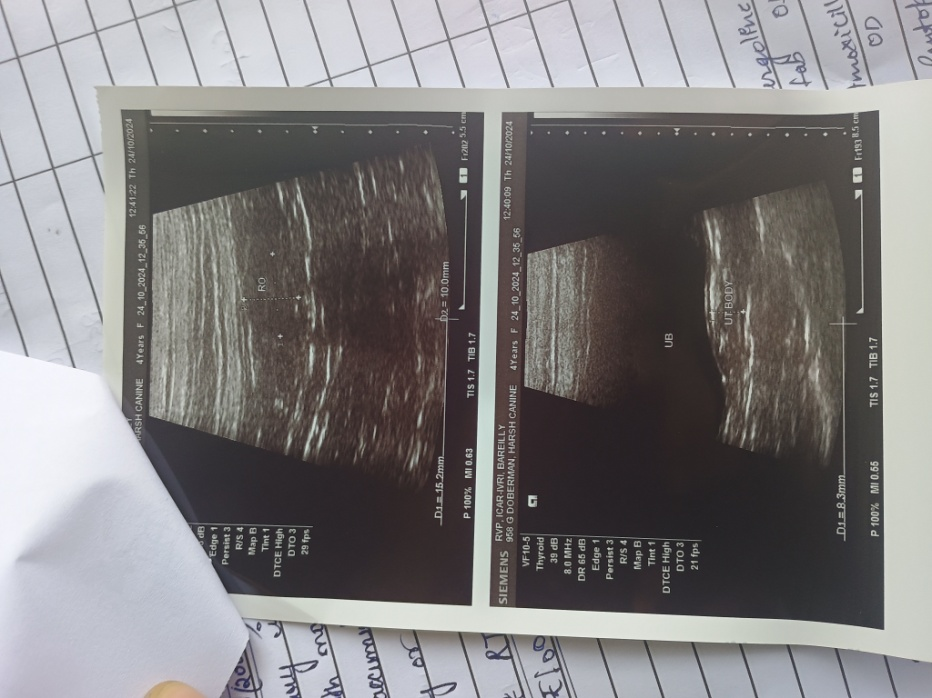 12:41:22 Th 24/10/2024
4Years F 24_10_2024_12_35_56
CANINE
Fr282 5.5 cm
RO
D2 = 10.0mm
D1 = 15.2mm
TIS 1.7 TIB 1.7
P 100% MI 0.63
dB
Edge 1
Persist 3
R/S 4
Map B
Tint 1
DTCE High
DTO 3
29 fps
SIEMENS RVP, ICAR-IVRI, BAREILLY
958 G DOBERMAN, HARSH CANINE 4Years F 24_10_2024_12_35_56 12:40:09 Th 24/10/2024
Fr193 8.5 cm
UB
UT BODY
D1 = 8.3mm
TIS 1.7 TIB 1.7
P 100% MI 0.55
VF10-5
Thyroid
39 dB
8.0 MHz
DR 65 dB
Edge 1
Persist 3
R/S 4
Map B
Tint 1
DTCE High
DTO 3
21 fps
OD